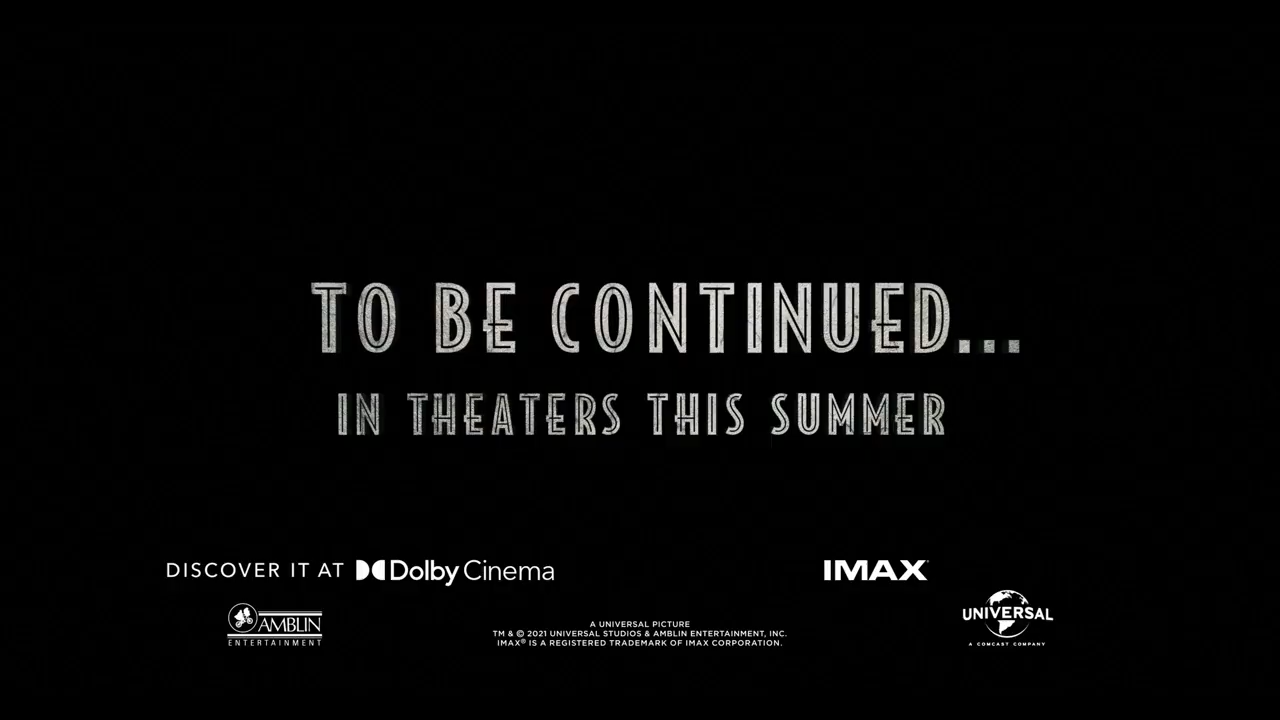 TO BE CONTINUED...
IN THEATERS THIS SUMMER
DISCOVER IT AT Dolby Cinema
IMAX
AMBLIN
ENTERTAINMENT
A UNIVERSAL PICTURE
TM & © 2021 UNIVERSAL STUDIOS & AMBLIN ENTERTAINMENT, INC.
IMAX® IS A REGISTERED TRADEMARK OF IMAX CORPORATION.
UNIVERSAL
A COMCAST COMPANY